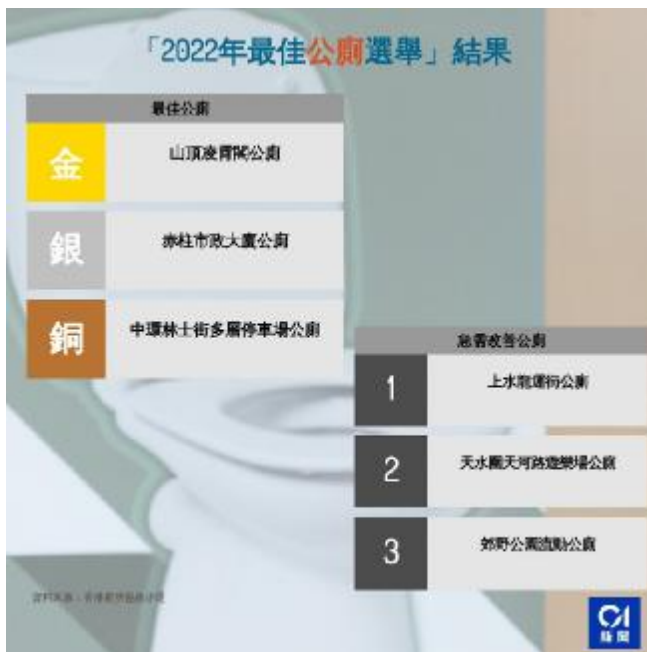 「2022年最佳公廁選舉」結果
最佳公廁
金
山頂凌霄閣公廁
銀
赤柱市政大廈公廁
銅
中環林士街多層停車場公廁
急需改善公廁
1
上水龍運街公廁
2
天水圍天河路遊樂場公廁
3
郊野公園流動公廁
01
新聞